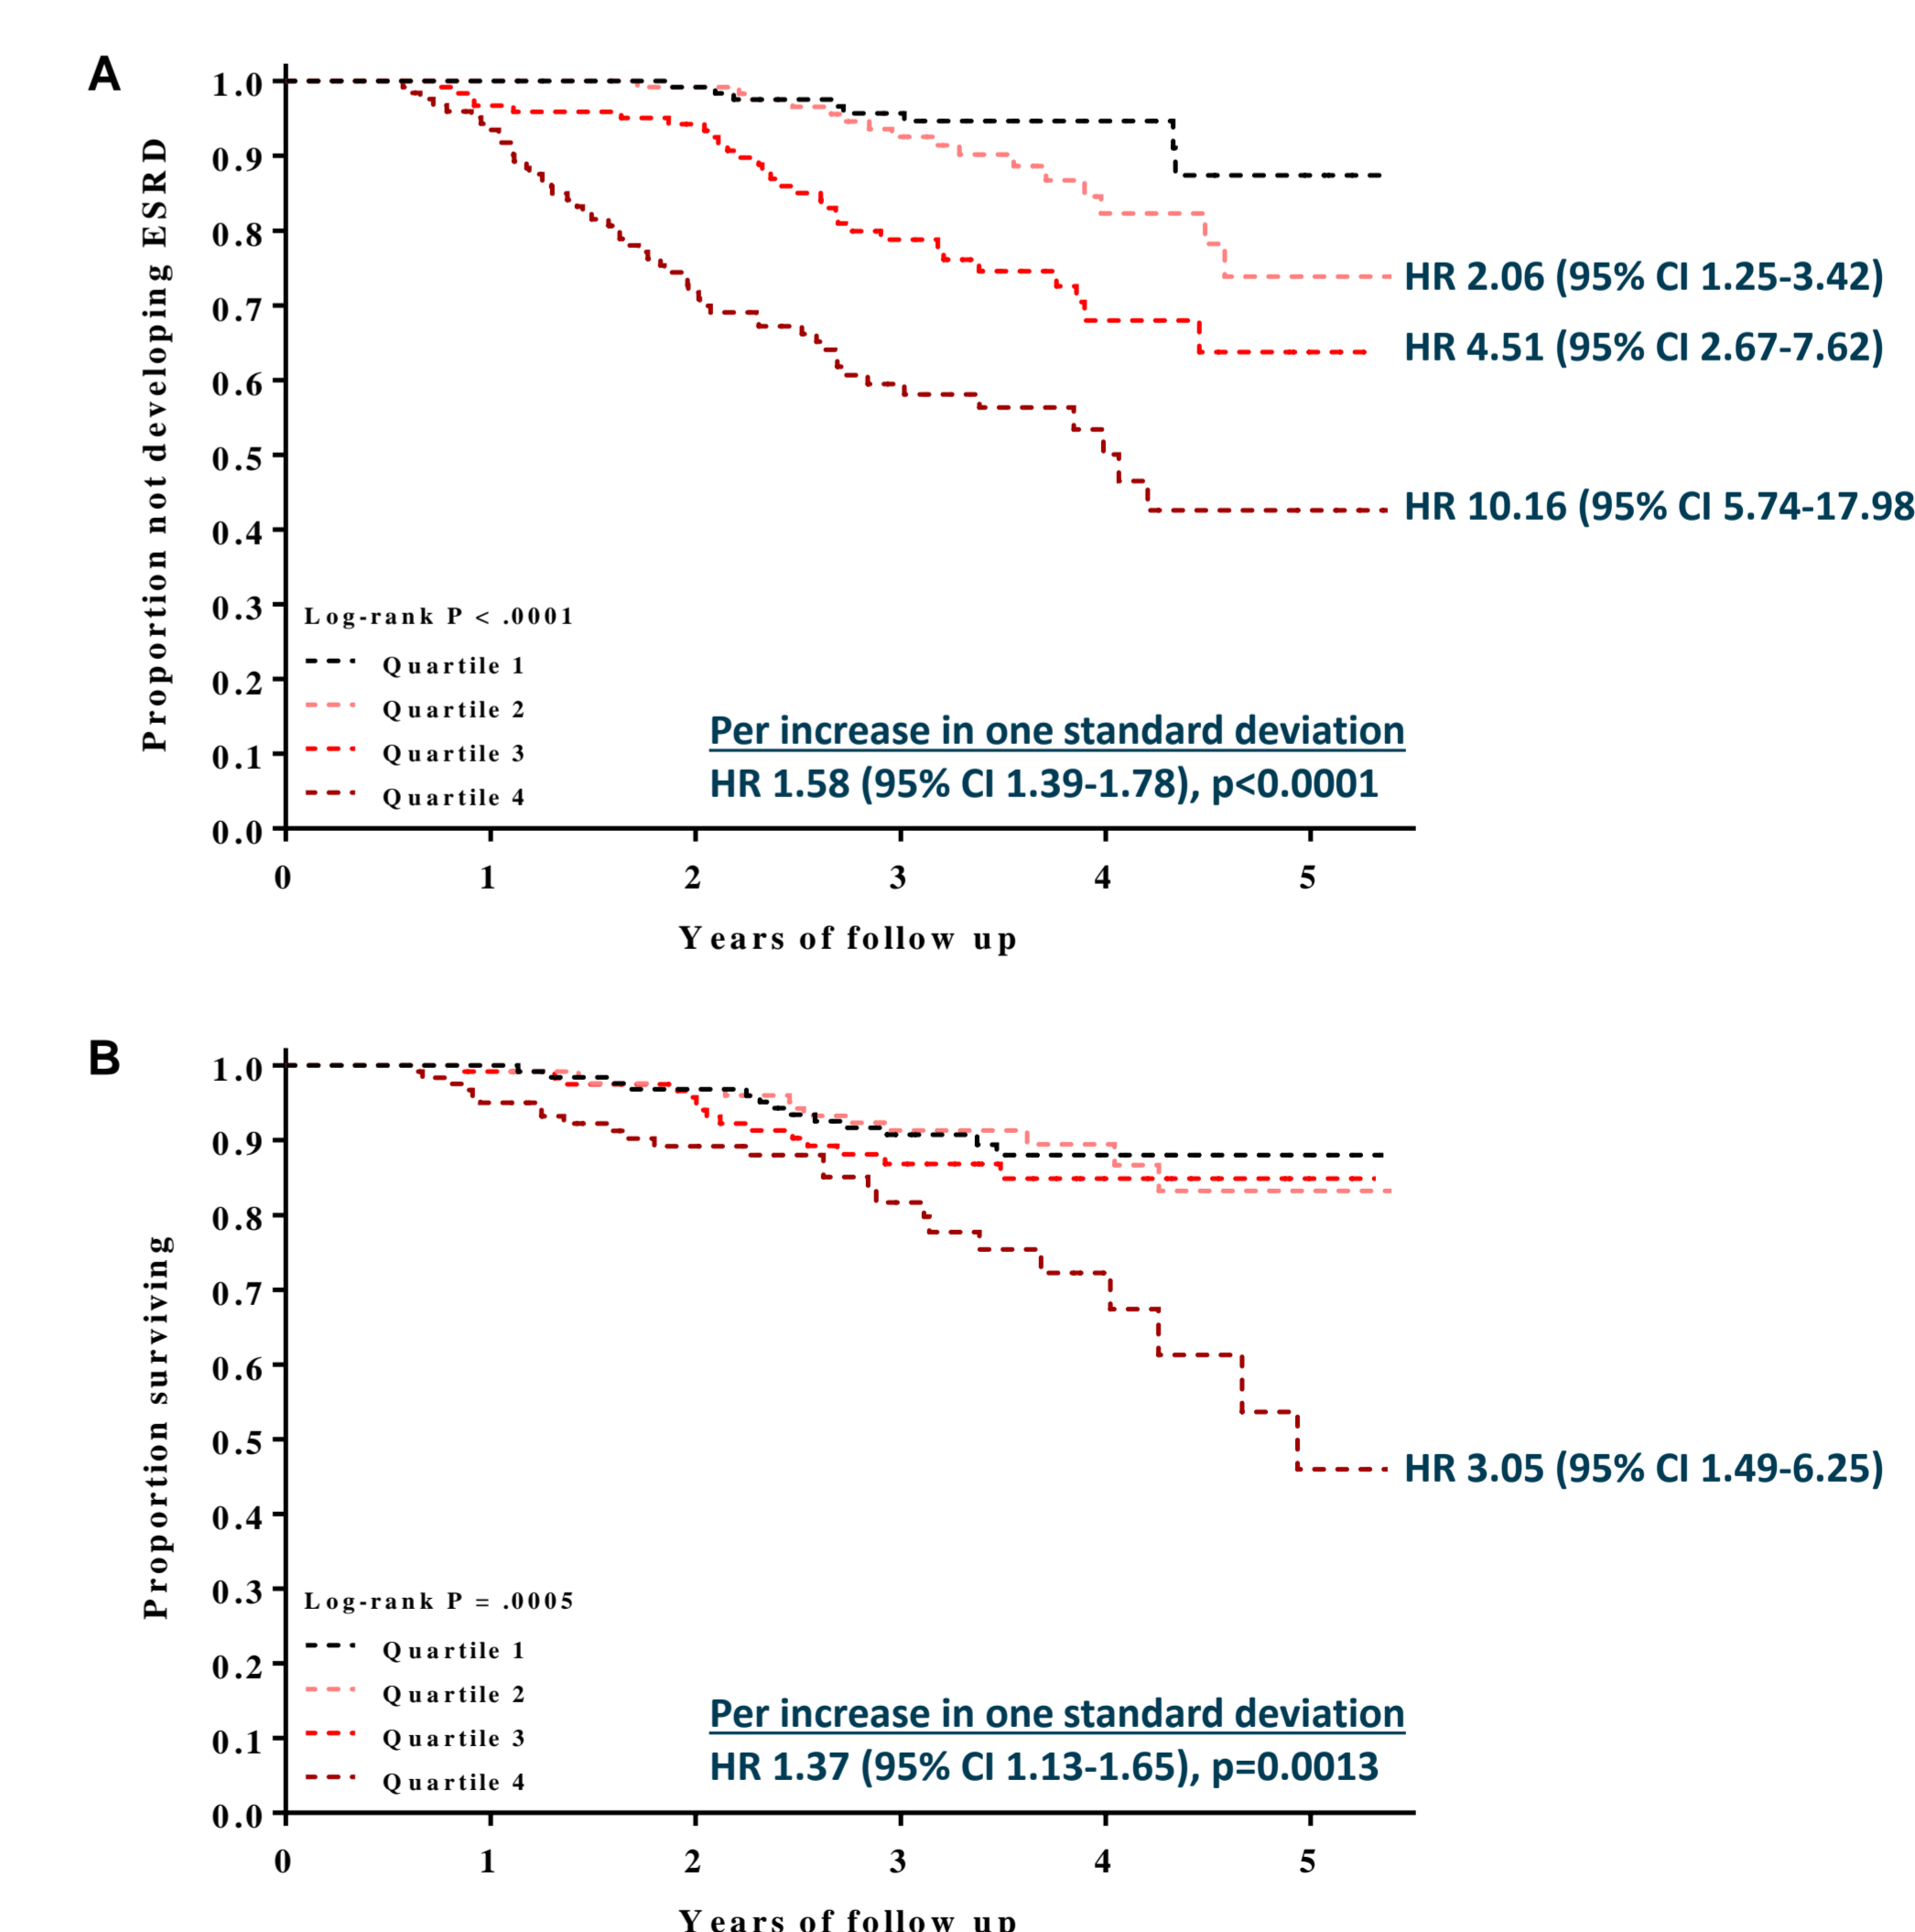 A
Proportion not developing ESRD
1.0
0.9
0.8
0.7
0.6
0.5
0.4
0.3
0.2
0.1
0.0
HR 2.06 (95% CI 1.25-3.42)
HR 4.51 (95% CI 2.67-7.62)
HR 10.16 (95% CI 5.74-17.98
Log-rank P < .0001
Quartile 1
Quartile 2
Quartile 3
Quartile 4
Per increase in one standard deviation
HR 1.58 (95% CI 1.39-1.78), p<0.0001
0 1 2 3 4 5
Years of follow up
B
Proportion surviving
1.0
0.9
0.8
0.7
0.6
0.5
0.4
0.3
0.2
0.1
0.0
HR 3.05 (95% CI 1.49-6.25)
Log-rank P = .0005
Quartile 1
Quartile 2
Quartile 3
Quartile 4
Per increase in one standard deviation
HR 1.37 (95% CI 1.13-1.65), p=0.0013
0 1 2 3 4 5
Years of follow up